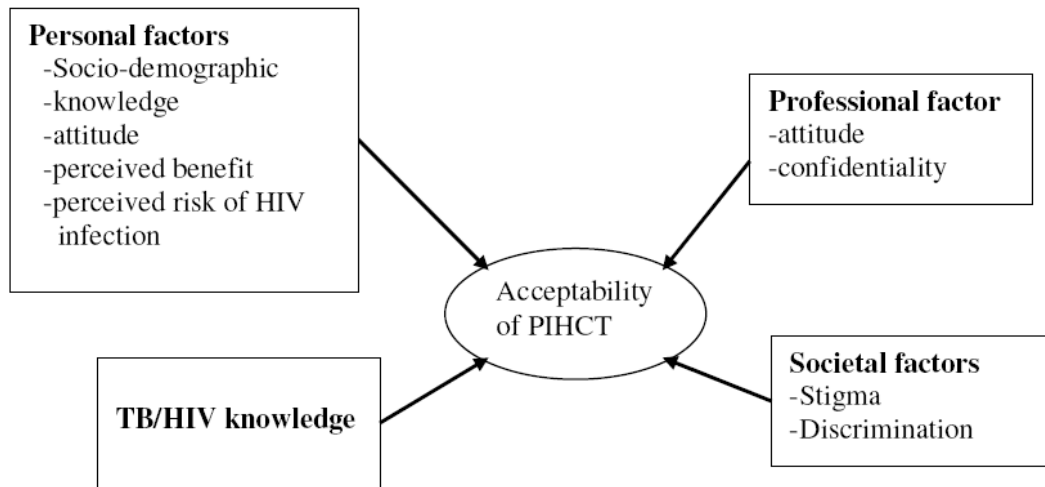 Personal factors
-Socio-demographic
-knowledge
-attitude
-perceived benefit
-perceived risk of HIV
infection
Professional factor
-attitude
-confidentiality
Acceptability
of PIHCT
TB/HIV knowledge
Societal factors
-Stigma
-Discrimination